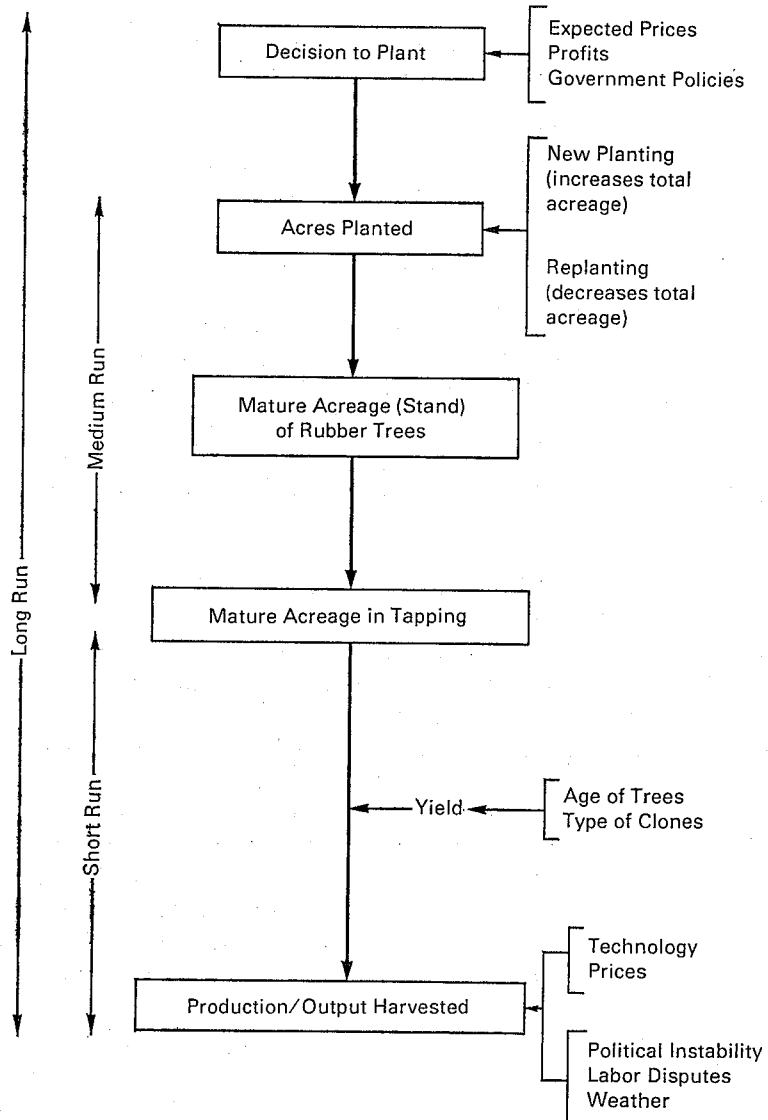 Decision to Plant
Expected Prices
Profits
Government Policies
Acres Planted
New Planting
(increases total
acreage)
Replanting
(decreases total
acreage)
Mature Acreage (Stand)
of Rubber Trees
Medium Run
Long Run
Mature Acreage in Tapping
Short Run
Yield
Age of Trees
Type of Clones
Production/Output Harvested
Technology
Prices
Political Instability
Labor Disputes
Weather